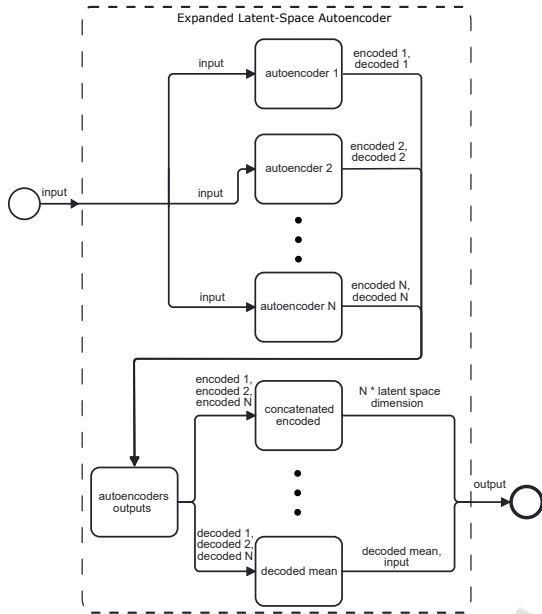 Expanded Latent-Space Autoencoder
input
autoencoder 1
encoded 1,
decoded 1
input
input
autoencder 2
encoded 2,
decoded 2
input
autoencoder N
encoded N,
decoded N
encoded 1,
encoded 2,
encoded N
concatenated
encoded
N * latent space
dimension
autoencoders
outputs
output
decoded 1,
decoded 2,
decoded N
decoded mean
decoded mean,
input